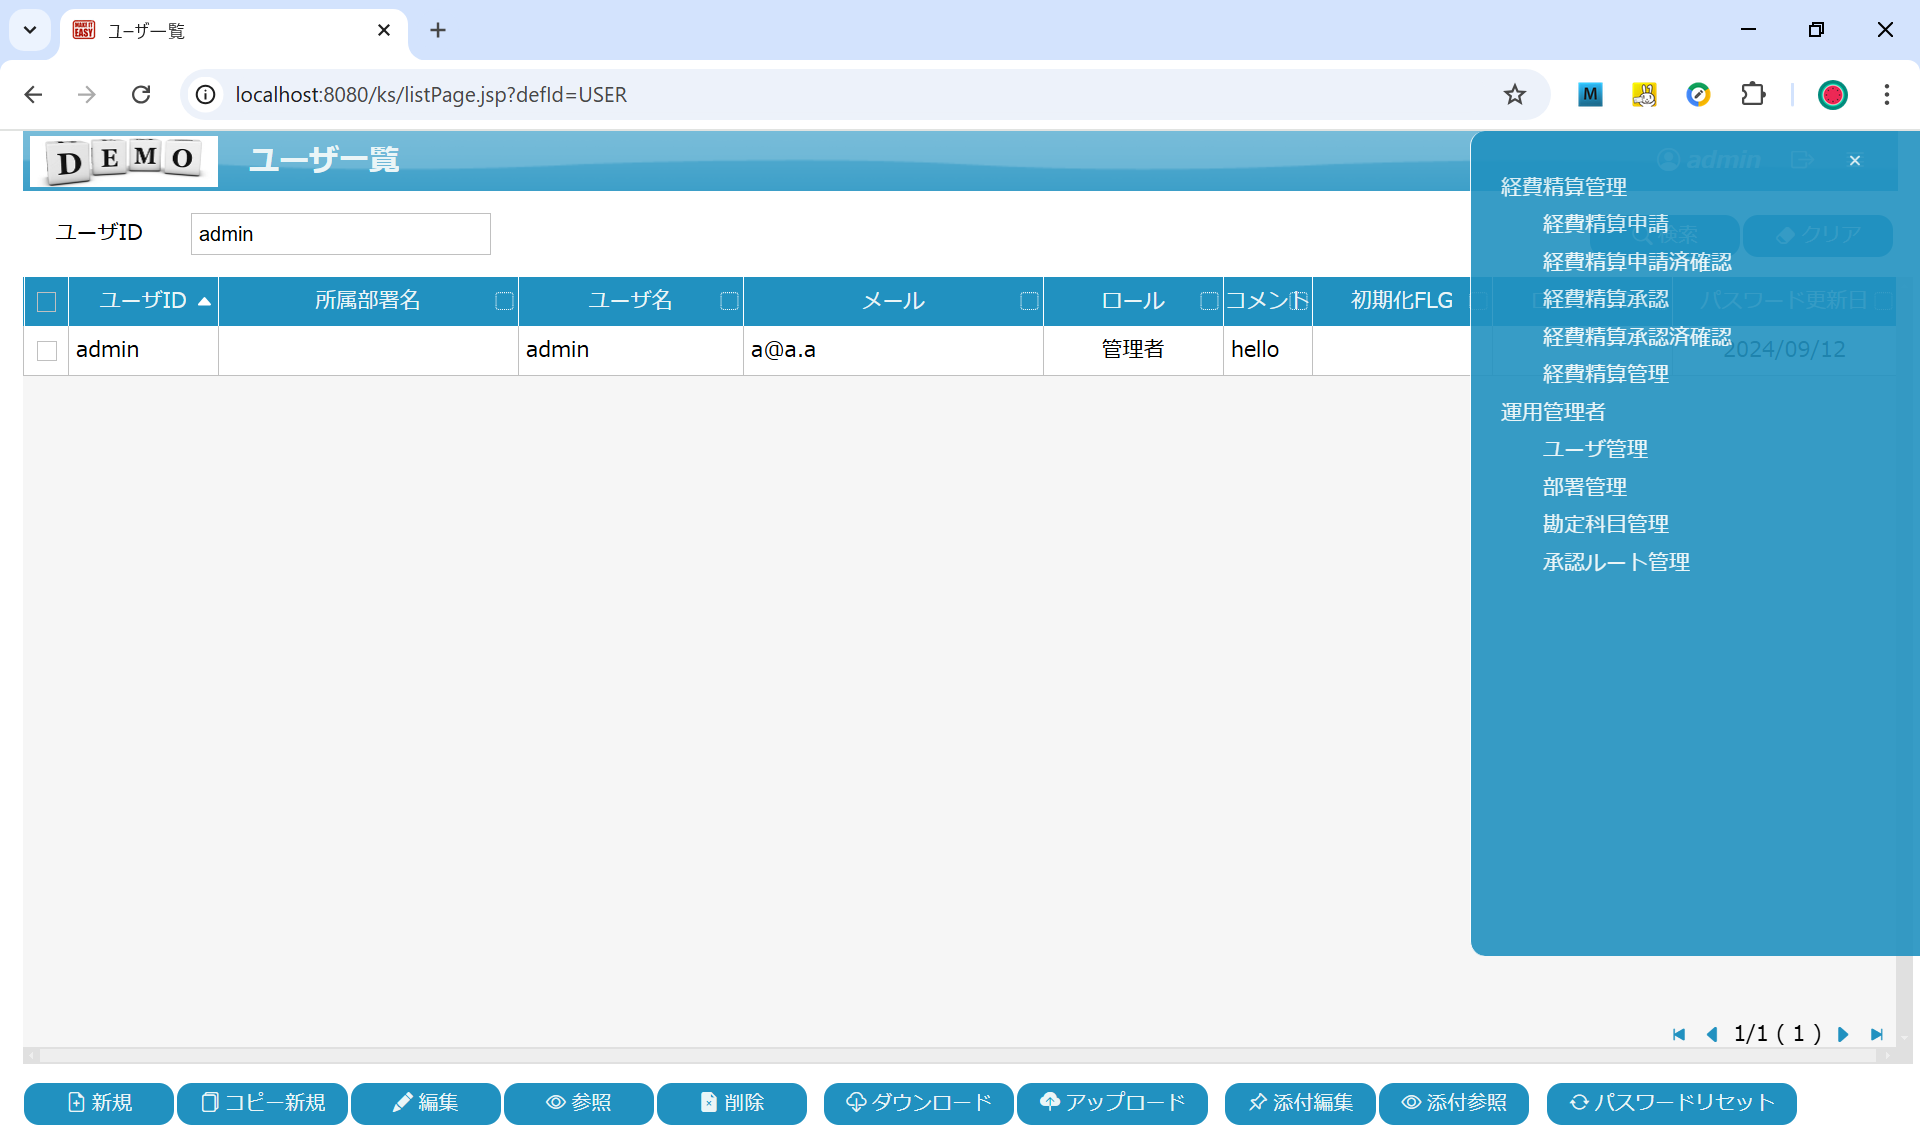 ユーザ一覧
localhost:8080/ks/listPage.jsp?defId=USER
M
DEMO ユーザ一覧 admin ×
ユーザID admin 検索 クリア
ユーザID 所属部署名 ユーザ名 メール ロール コメント 初期化FLG パスワード更新日
admin admin a@a.a 管理者 hello 2024/09/12
経費精算管理
経費精算申請
経費精算申請済確認
経費精算承認
経費精算承認済確認
経費精算管理
運用管理者
ユーザ管理
部署管理
勘定科目管理
承認ルート管理
1/1 ( 1 )
新規 コピー新規 編集 参照 削除 ダウンロード アップロード 添付編集 添付参照 パスワードリセット